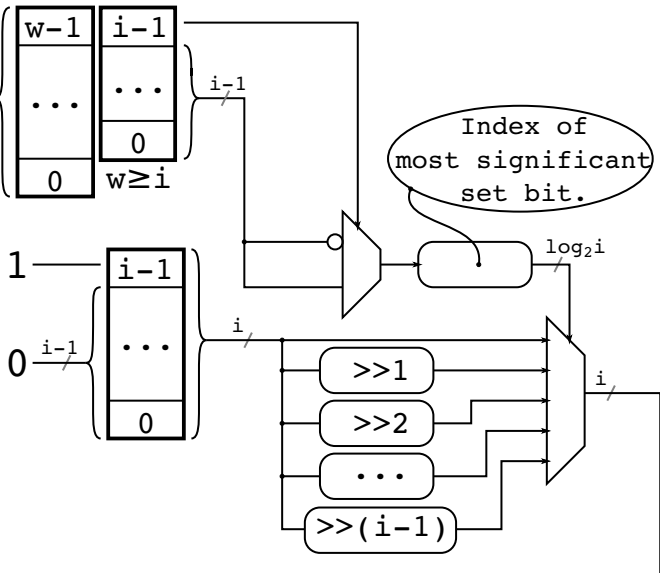 w-1
i-1
...
...
0
0
w≥i
i-1
Index of
most significant
set bit.
log₂i
1
i-1
0
i-1
...
0
i
>>1
>>2
...
>>(i-1)
i